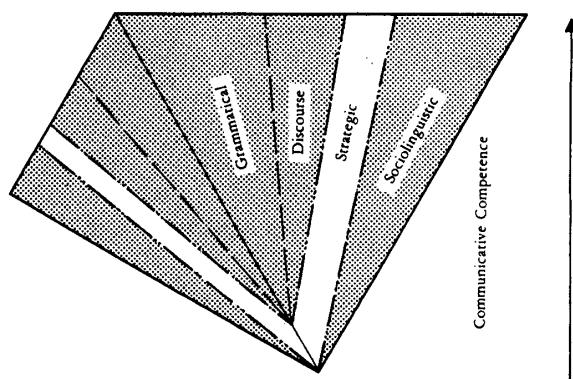 Grammatical
Discourse
Strategic
Sociolinguistic
Communicative Competence